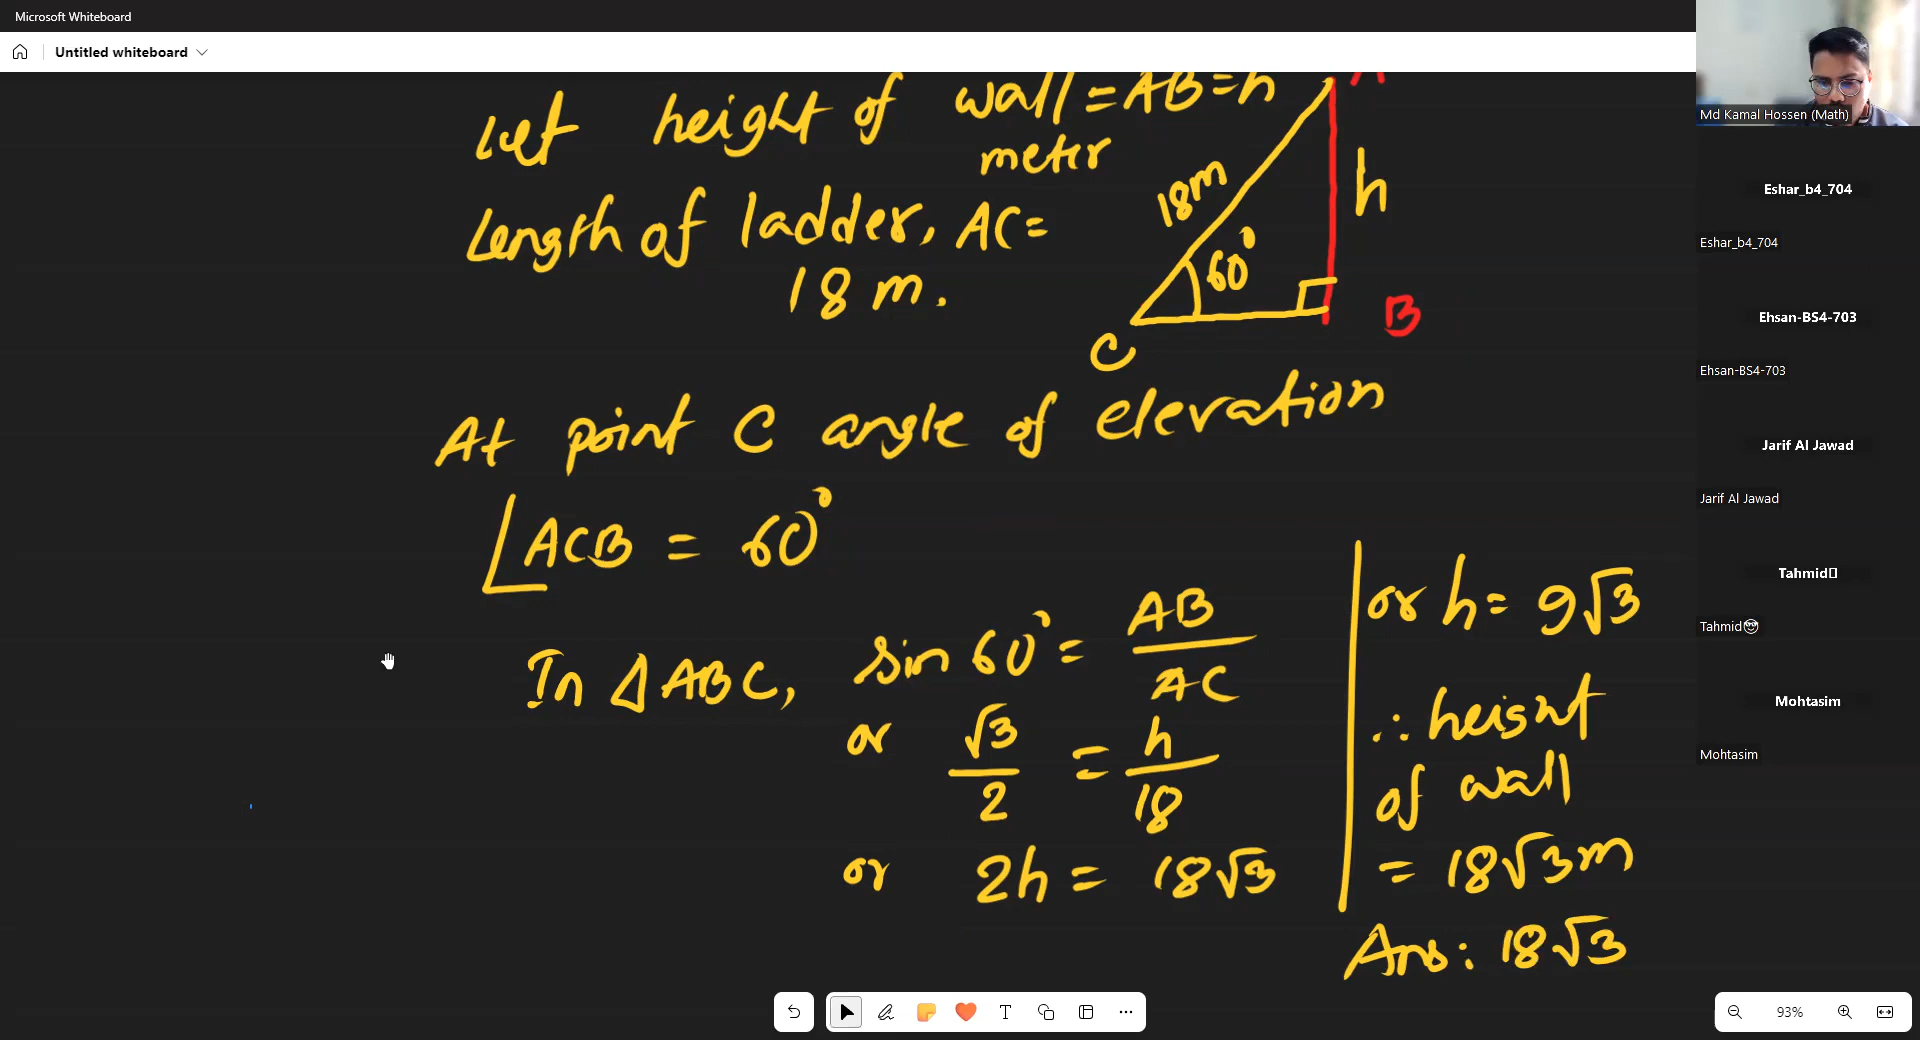 Microsoft Whiteboard
Untitled whiteboard
Let height of wall = AB = h
meter
Length of ladder, AC =
18 m.
18m
h
60°
B
C
At point C angle of elevation
∠ACB = 60°
In △ABC, sin 60° = AB/AC
or √3/2 = h/18
or 2h = 18√3
or h = 9√3
∴ height
of wall
= 18√3 m
Ans: 18√3
Md Kamal Hossen (Math)
Eshar_b4_704
Eshar_b4_704
Ehsan-BS4-703
Ehsan-BS4-703
Jarif Al Jawad
Jarif Al Jawad
Tahmid
Tahmid😎
Mohtasim
Mohtasim
93%